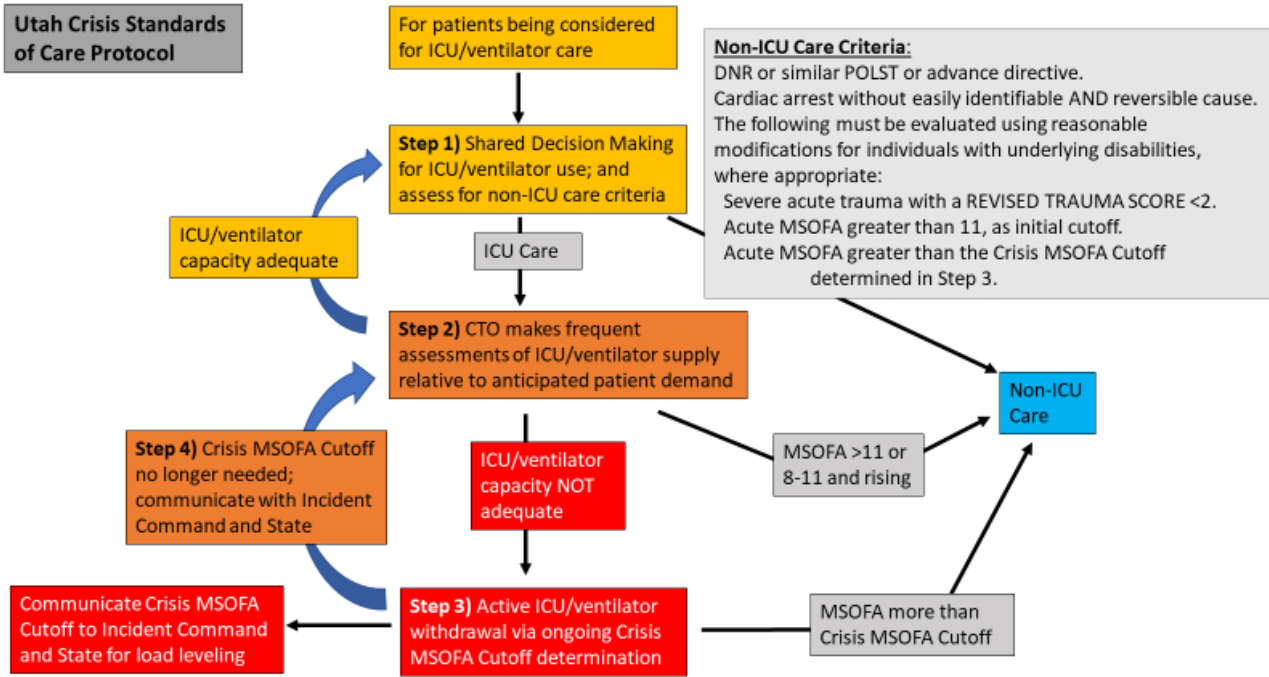 Utah Crisis Standards
of Care Protocol
For patients being considered
for ICU/ventilator care
Non-ICU Care Criteria:
DNR or similar POLST or advance directive.
Cardiac arrest without easily identifiable AND reversible cause.
The following must be evaluated using reasonable
modifications for individuals with underlying disabilities,
where appropriate:
Severe acute trauma with a REVISED TRAUMA SCORE <2.
Acute MSOFA greater than 11, as initial cutoff.
Acute MSOFA greater than the Crisis MSOFA Cutoff
determined in Step 3.
Step 1) Shared Decision Making
for ICU/ventilator use; and
assess for non-ICU care criteria
ICU/ventilator
capacity adequate
ICU Care
Step 2) CTO makes frequent
assessments of ICU/ventilator supply
relative to anticipated patient demand
Non-ICU
Care
Step 4) Crisis MSOFA Cutoff
no longer needed;
communicate with Incident
Command and State
ICU/ventilator
capacity NOT
adequate
MSOFA >11 or
8-11 and rising
Communicate Crisis MSOFA
Cutoff to Incident Command
and State for load leveling
Step 3) Active ICU/ventilator
withdrawal via ongoing Crisis
MSOFA Cutoff determination
MSOFA more than
Crisis MSOFA Cutoff